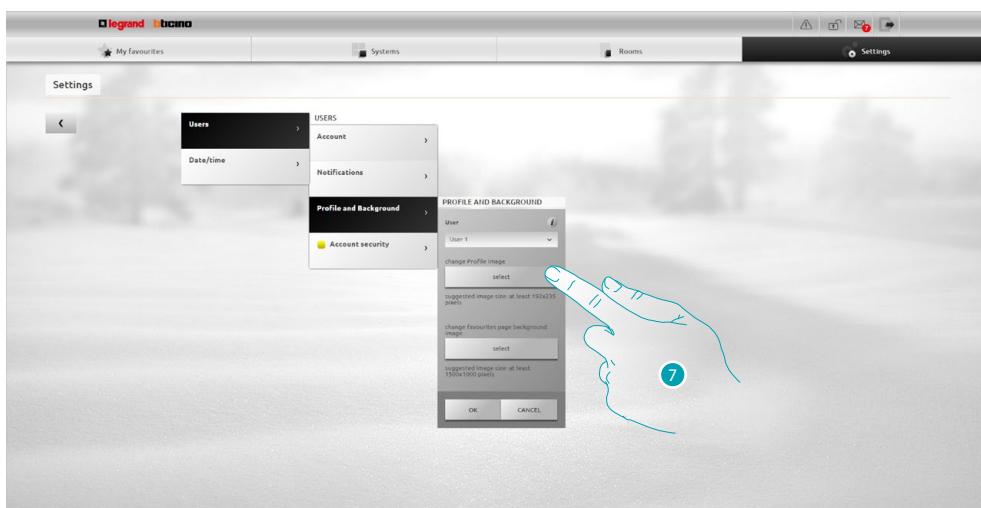 legrand bticino
7
My favourites
Systems
Rooms
Settings
Settings
Users
Date/time
USERS
Account
Notifications
Profile and Background
Account security
PROFILE AND BACKGROUND
User
i
User 1
change Profile image
select
suggested image size: at least 192x235
pixels
change favourites page background
image
select
suggested image size: at least
1500x1000 pixels
OK CANCEL
7